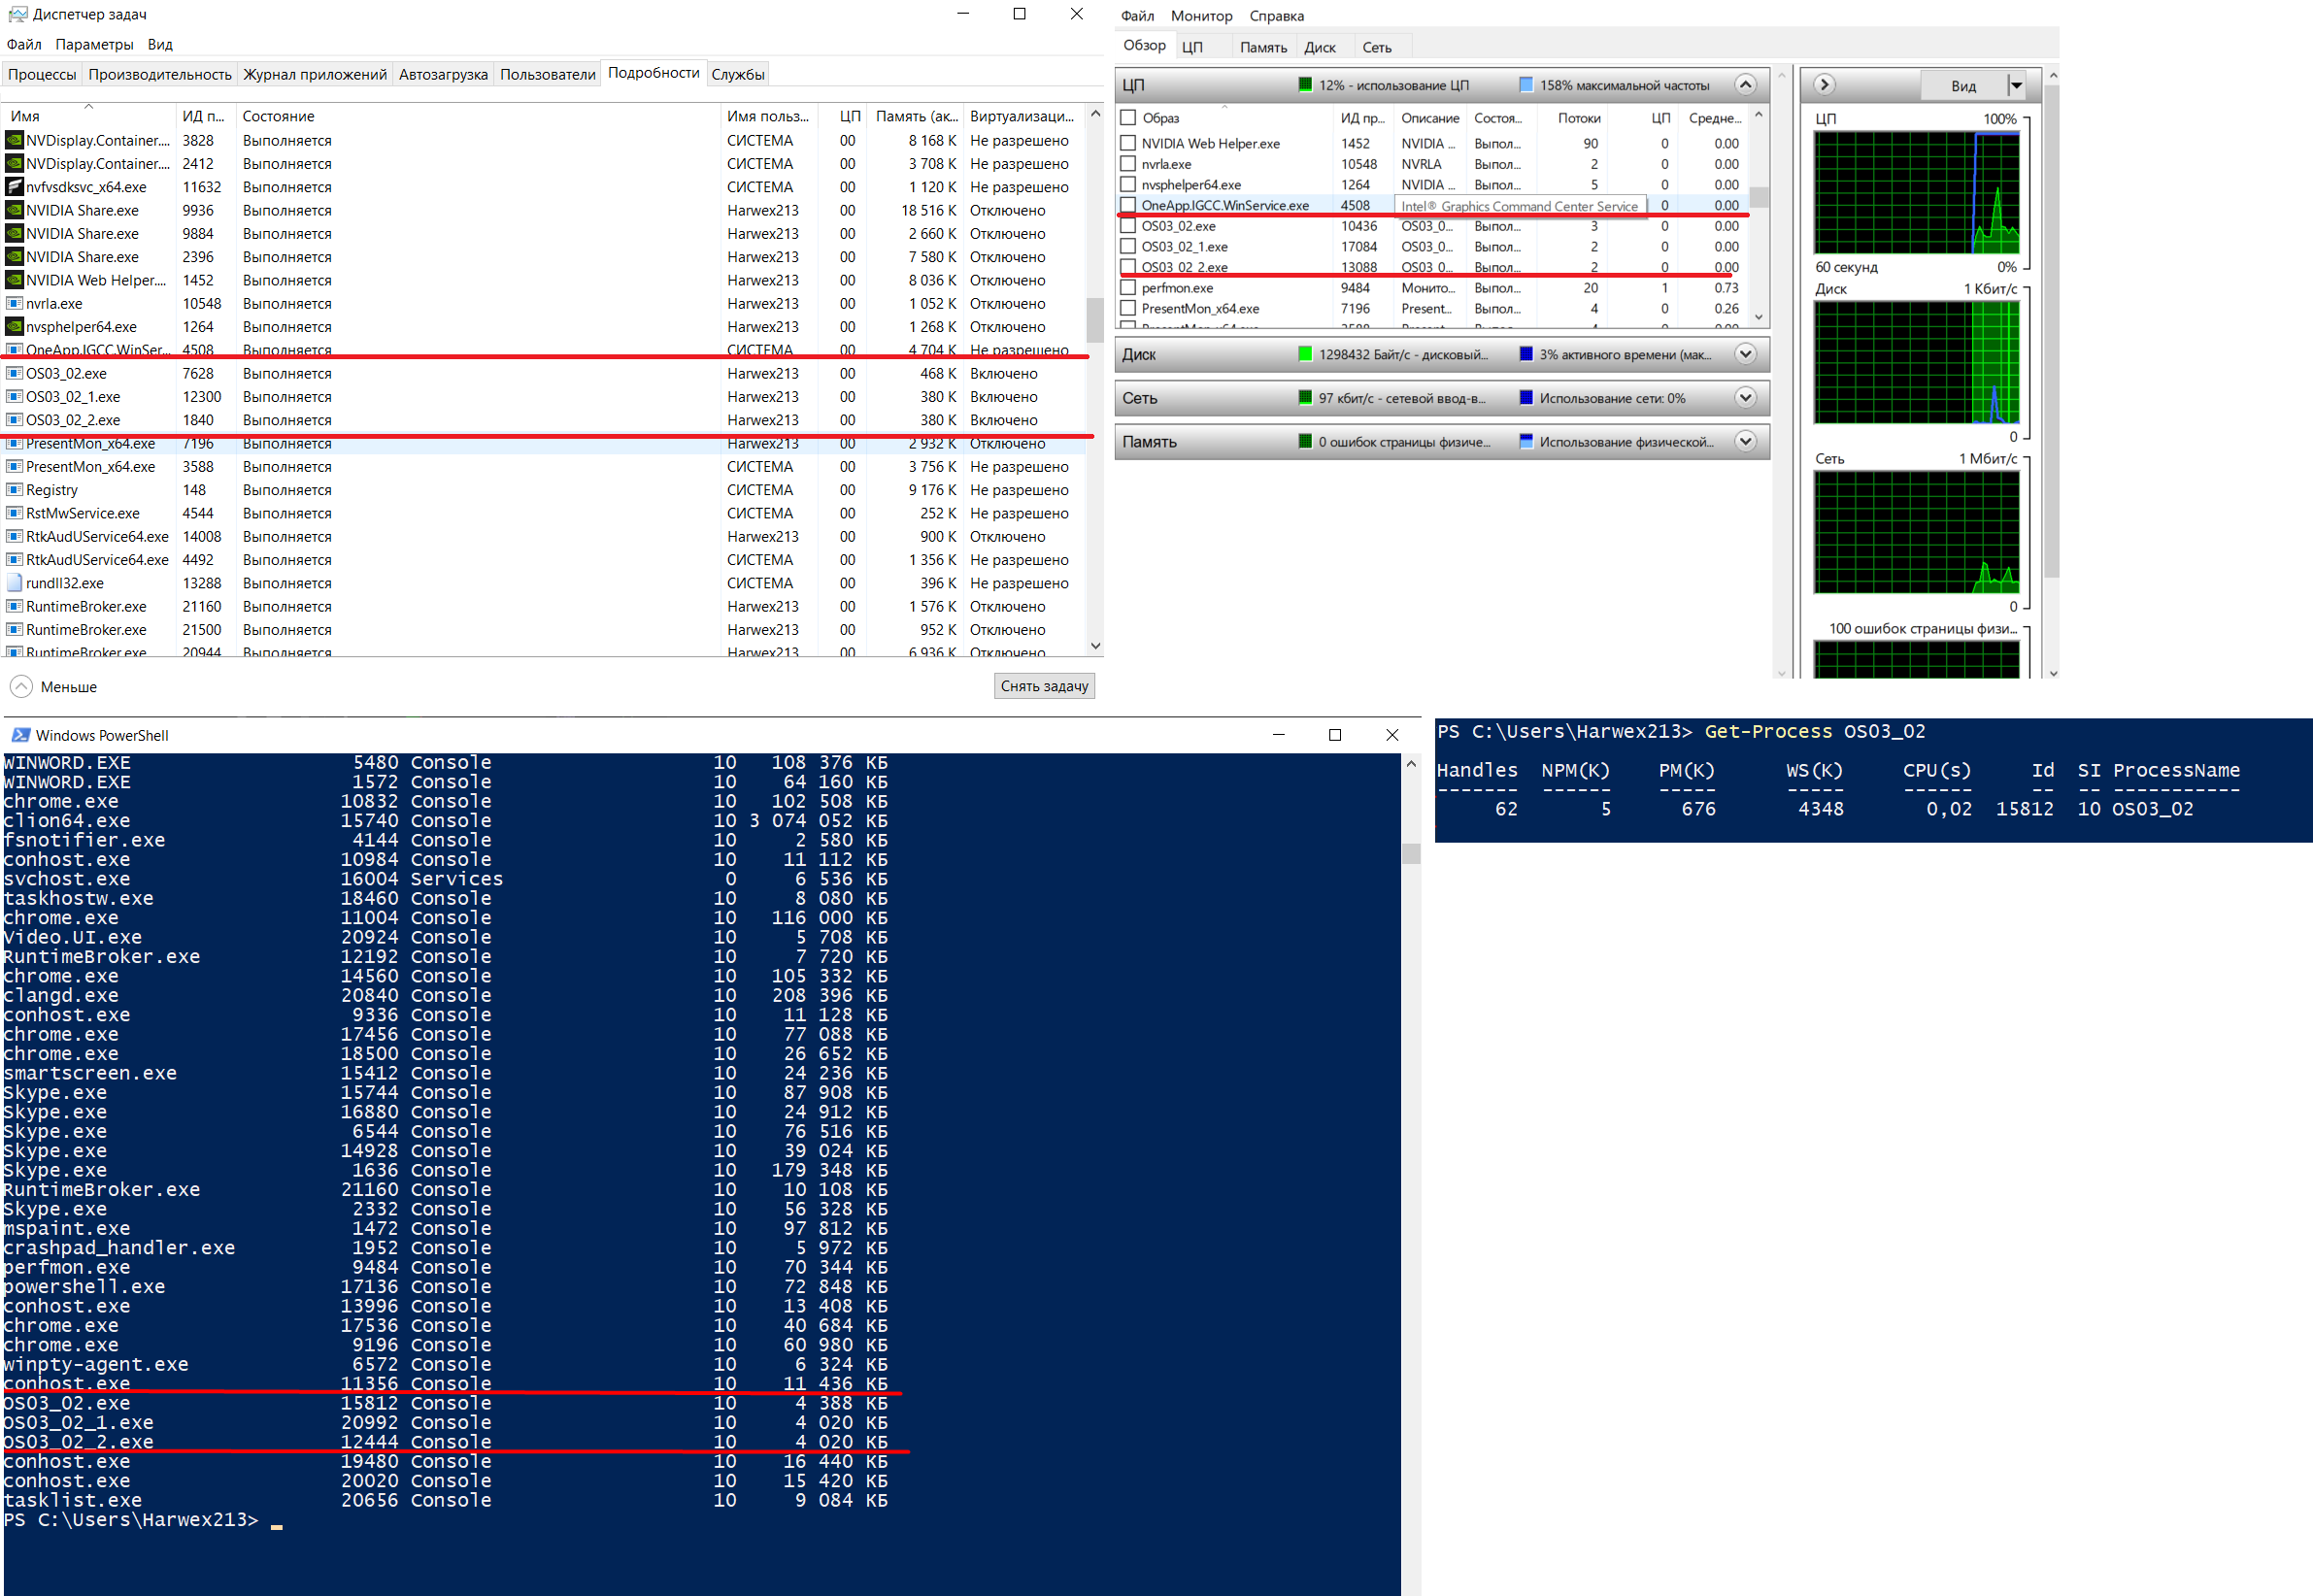 Диспетчер задач
Файл Параметры Вид
Процессы Производительность Журнал приложений Автозагрузка Пользователи Подробности Службы
Имя ИД п... Состояние Имя польз... ЦП Память (ак... Виртуализаци...
NVDisplay.Container.... 3828 Выполняется СИСТЕМА 00 8 168 K Не разрешено
NVDisplay.Container.... 2412 Выполняется СИСТЕМА 00 3 708 K Не разрешено
nvfvsdksvc_x64.exe 11632 Выполняется СИСТЕМА 00 1 120 K Не разрешено
NVIDIA Share.exe 9936 Выполняется Harwex213 00 18 516 K Отключено
NVIDIA Share.exe 9884 Выполняется Harwex213 00 2 660 K Отключено
NVIDIA Share.exe 2396 Выполняется Harwex213 00 7 580 K Отключено
NVIDIA Web Helper.... 1452 Выполняется Harwex213 00 8 036 K Отключено
nvrla.exe 10548 Выполняется Harwex213 00 1 052 K Отключено
nvsphelper64.exe 1264 Выполняется Harwex213 00 1 268 K Отключено
OneApp.IGCC.WinSer... 4508 Выполняется СИСТЕМА 00 4 704 K Не разрешено
OS03_02.exe 7628 Выполняется Harwex213 00 468 K Включено
OS03_02_1.exe 12300 Выполняется Harwex213 00 380 K Включено
OS03_02_2.exe 1840 Выполняется Harwex213 00 380 K Включено
PresentMon_x64.exe 7196 Выполняется Harwex213 00 2 932 K Отключено
PresentMon_x64.exe 3588 Выполняется СИСТЕМА 00 3 756 K Не разрешено
Registry 148 Выполняется СИСТЕМА 00 9 176 K Не разрешено
RstMwService.exe 4544 Выполняется СИСТЕМА 00 252 K Не разрешено
RtkAudUService64.exe 14008 Выполняется Harwex213 00 900 K Отключено
RtkAudUService64.exe 4492 Выполняется СИСТЕМА 00 1 356 K Не разрешено
rundll32.exe 13288 Выполняется СИСТЕМА 00 396 K Не разрешено
RuntimeBroker.exe 21160 Выполняется Harwex213 00 1 576 K Отключено
RuntimeBroker.exe 21500 Выполняется Harwex213 00 952 K Отключено
RuntimeBroker.exe 20944 Выполняется Harwex213 00 6 936 K Отключено
Меньше Снять задачу
Файл Монитор Справка
Обзор ЦП Память Диск Сеть
ЦП 12% - использование ЦП 158% максимальной частоты
Образ ИД пр... Описание Состоя... Потоки ЦП Средне...
NVIDIA Web Helper.exe 1452 NVIDIA ... Выпол... 90 0 0.00
nvrla.exe 10548 NVRLA Выпол... 2 0 0.00
nvsphelper64.exe 1264 NVIDIA ... Выпол... 5 0 0.00
OneApp.IGCC.WinService.exe 4508 Intel® Graphics Command Center Service 0 0.00
OS03_02.exe 10436 OS03_0... Выпол... 3 0 0.00
OS03_02_1.exe 17084 OS03_0... Выпол... 2 0 0.00
OS03_02_2.exe 13088 OS03_0... Выпол... 2 0 0.00
perfmon.exe 9484 Монито... Выпол... 20 1 0.73
PresentMon_x64.exe 7196 Present... Выпол... 4 0 0.26
PresentMon_x64.exe 3588 Present... Выпол... 4 0 0.00
Диск 1298432 Байт/с - дисковый... 3% активного времени (мак...
Сеть 97 кбит/с - сетевой ввод-в... Использование сети: 0%
Память 0 ошибок страницы физиче... Использование физической...
Вид
ЦП 100%
60 секунд 0%
Диск 1 Кбит/с
0
Сеть 1 Мбит/с
0
100 ошибок страницы физи...
Windows PowerShell
WINWORD.EXE 5480 Console 10 108 376 КБ
WINWORD.EXE 1572 Console 10 64 160 КБ
chrome.exe 10832 Console 10 102 508 КБ
clion64.exe 15740 Console 10 3 074 052 КБ
fsnotifier.exe 4144 Console 10 2 580 КБ
conhost.exe 10984 Console 10 11 112 КБ
svchost.exe 16004 Services 0 6 536 КБ
taskhostw.exe 18460 Console 10 8 080 КБ
chrome.exe 11004 Console 10 116 000 КБ
Video.UI.exe 20924 Console 10 5 708 КБ
RuntimeBroker.exe 12192 Console 10 7 720 КБ
chrome.exe 14560 Console 10 105 332 КБ
clangd.exe 20840 Console 10 208 396 КБ
conhost.exe 9336 Console 10 11 128 КБ
chrome.exe 17456 Console 10 77 088 КБ
chrome.exe 18500 Console 10 26 652 КБ
smartscreen.exe 15412 Console 10 24 236 КБ
Skype.exe 15744 Console 10 87 908 КБ
Skype.exe 16880 Console 10 24 912 КБ
Skype.exe 6544 Console 10 76 516 КБ
Skype.exe 14928 Console 10 39 024 КБ
Skype.exe 1636 Console 10 179 348 КБ
RuntimeBroker.exe 21160 Console 10 10 108 КБ
Skype.exe 2332 Console 10 56 328 КБ
mspaint.exe 1472 Console 10 97 812 КБ
crashpad_handler.exe 1952 Console 10 5 972 КБ
perfmon.exe 9484 Console 10 70 344 КБ
powershell.exe 17136 Console 10 72 848 КБ
conhost.exe 13996 Console 10 13 408 КБ
chrome.exe 17536 Console 10 40 684 КБ
chrome.exe 9196 Console 10 60 980 КБ
winpty-agent.exe 6572 Console 10 6 324 КБ
conhost.exe 11356 Console 10 11 436 КБ
OS03_02.exe 15812 Console 10 4 388 КБ
OS03_02_1.exe 20992 Console 10 4 020 КБ
OS03_02_2.exe 12444 Console 10 4 020 КБ
conhost.exe 19480 Console 10 16 440 КБ
conhost.exe 20020 Console 10 15 420 КБ
tasklist.exe 20656 Console 10 9 084 КБ
PS C:\Users\Harwex213>
PS C:\Users\Harwex213> Get-Process OS03_02
Handles NPM(K) PM(K) WS(K) CPU(s) Id SI ProcessName
------- ------ ----- ----- ------ -- -- -----------
62 5 676 4348 0,02 15812 10 OS03_02